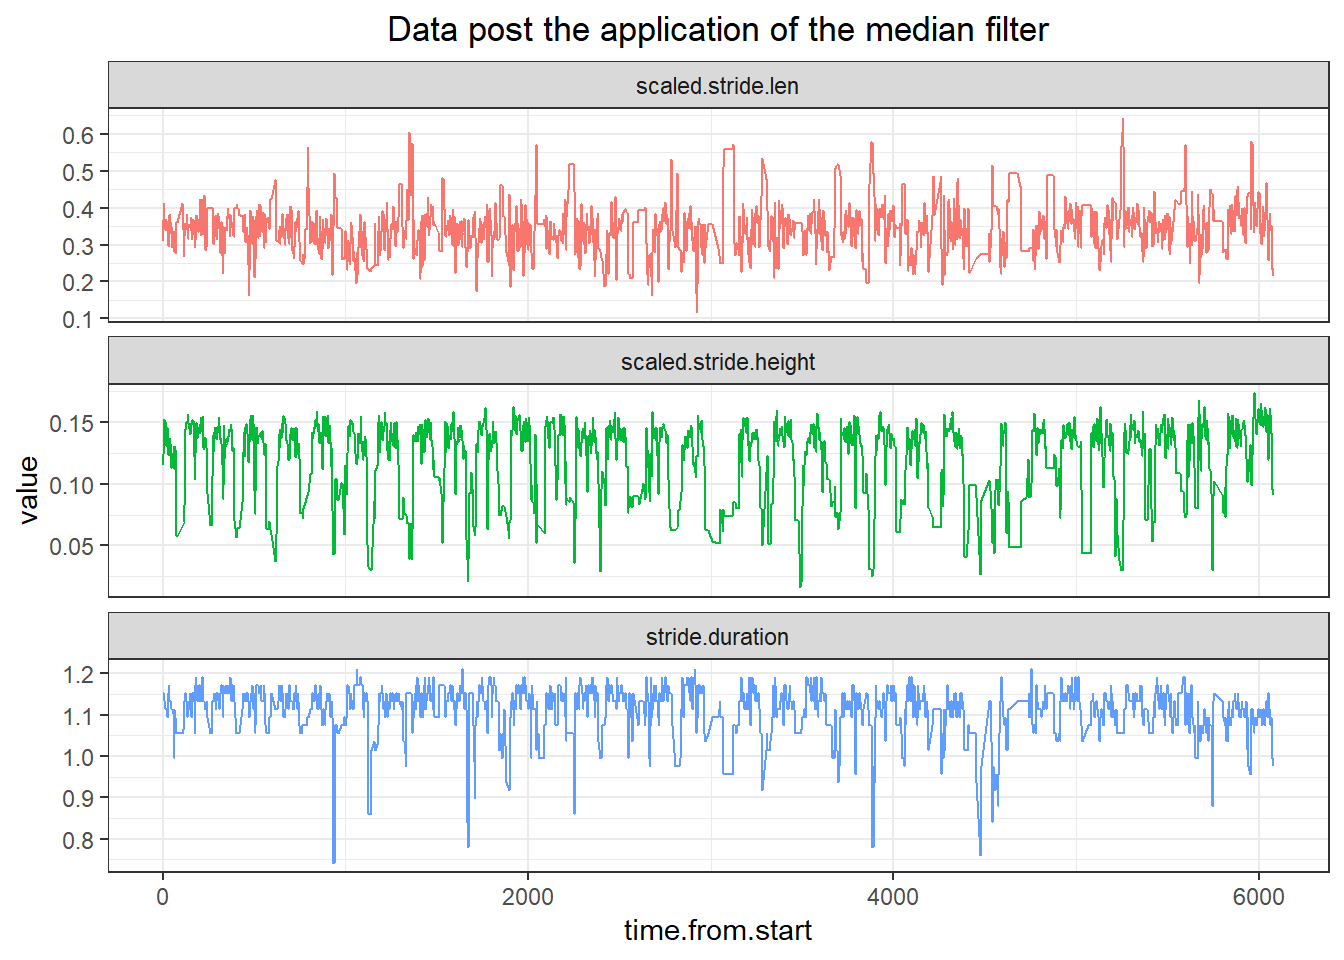 Data post the application of the median filter
scaled.stride.len
0.6
0.5
0.4
0.3
0.2
0.1
scaled.stride.height
0.15
0.10
0.05
value
stride.duration
1.2
1.1
1.0
0.9
0.8
0 2000 4000 6000
time.from.start